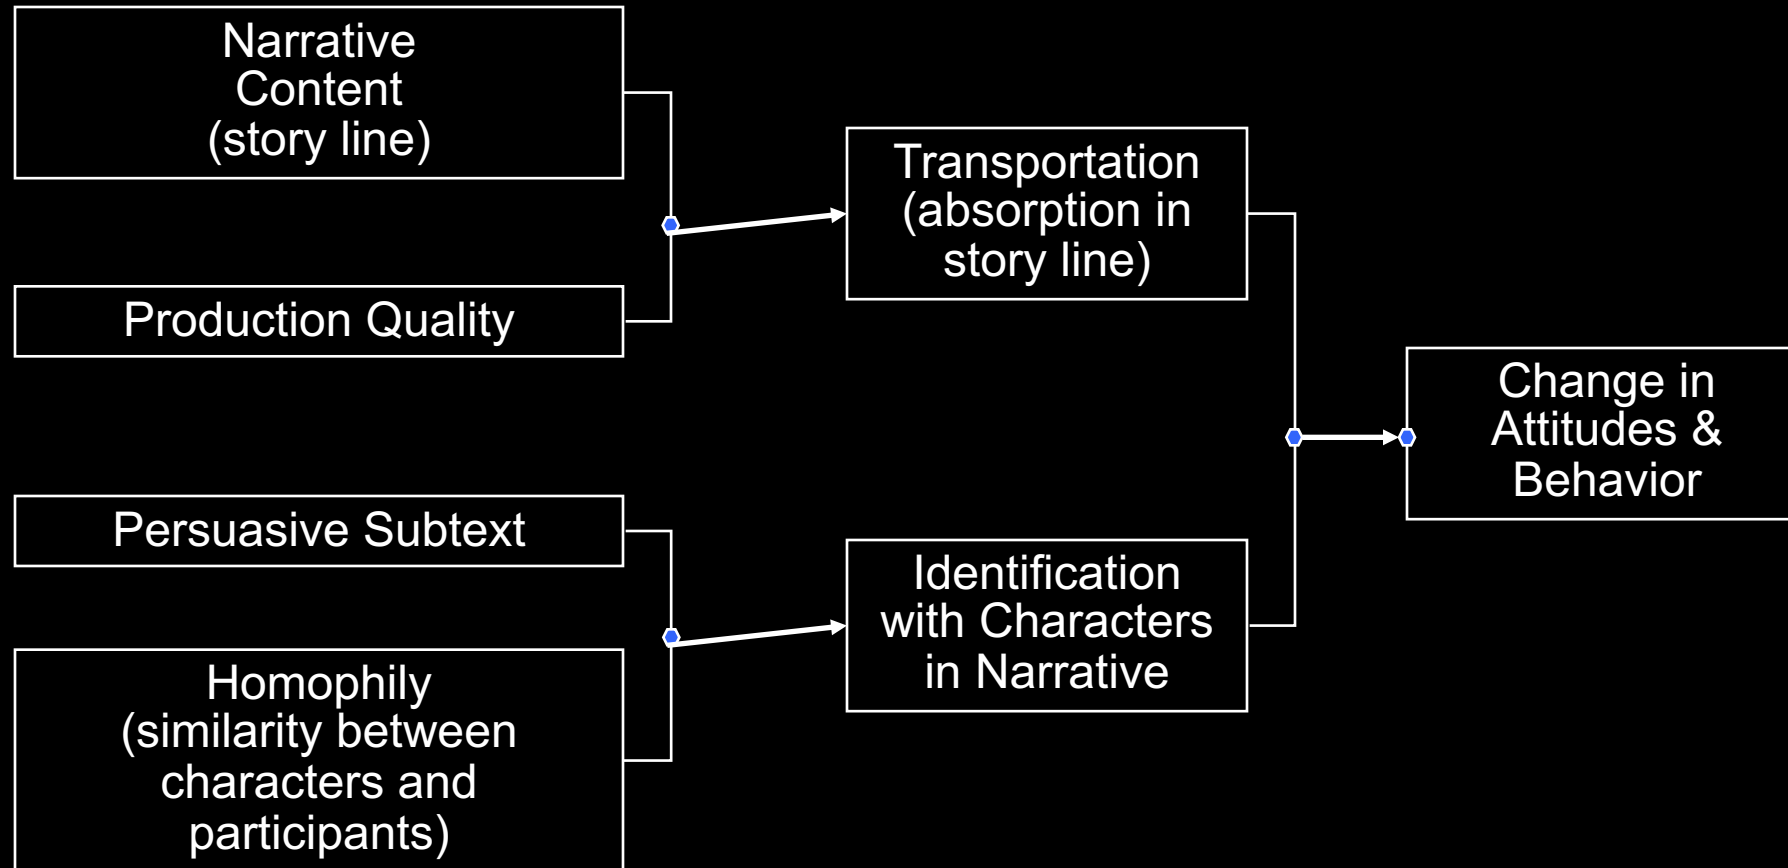 Narrative
Content
(story line)
Production Quality
Persuasive Subtext
Homophily
(similarity between
characters and
participants)
Transportation
(absorption in
story line)
Identification
with Characters
in Narrative
Change in
Attitudes &
Behavior